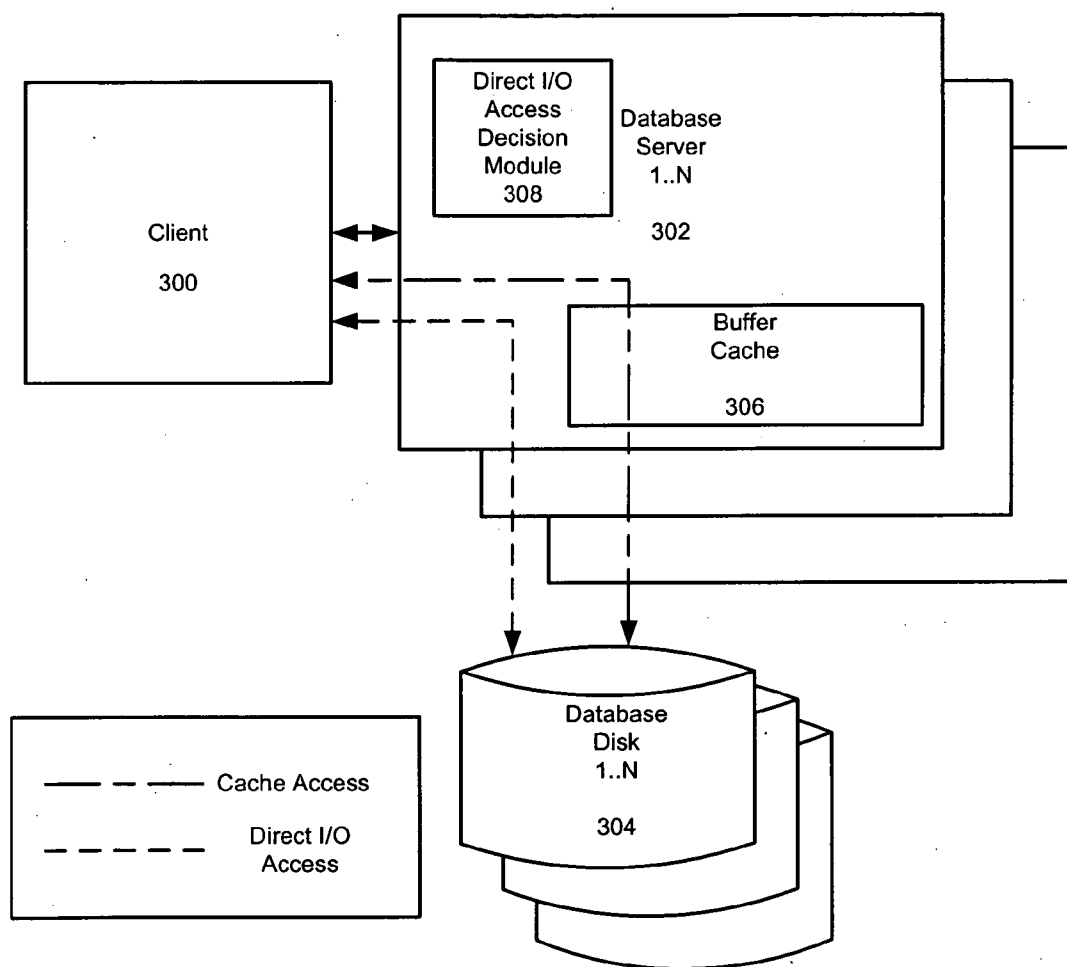 Direct I/O
Access
Decision
Module
308
Database
Server
1..N
302
Client
300
Buffer
Cache
306
Database
Disk
1..N
304
Cache Access
Direct I/O
Access